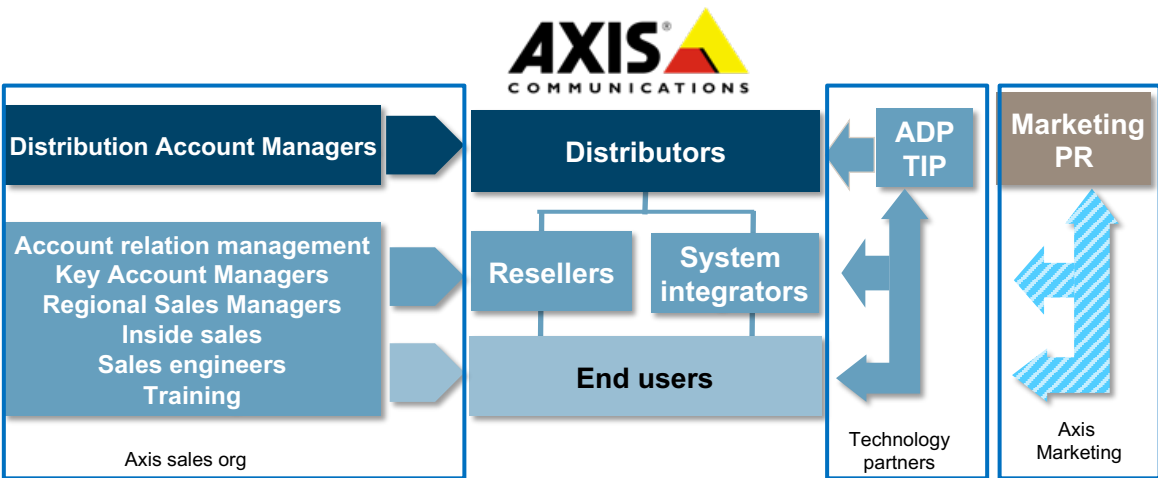 AXIS
COMMUNICATIONS
Distribution Account Managers
Distributors
ADP
TIP
Marketing
PR
Account relation management
Key Account Managers
Regional Sales Managers
Inside sales
Sales engineers
Training
Resellers
System
integrators
End users
Axis sales org
Technology
partners
Axis
Marketing